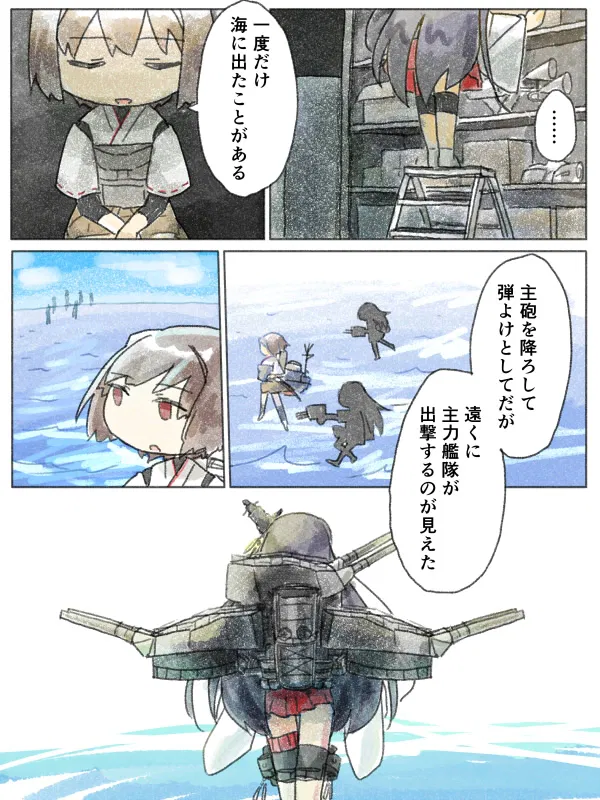 ……
一度だけ
海に出たことがある
主砲を降ろして
弾よけとしてだが
遠くに
主力艦隊が
出撃するのが見えた